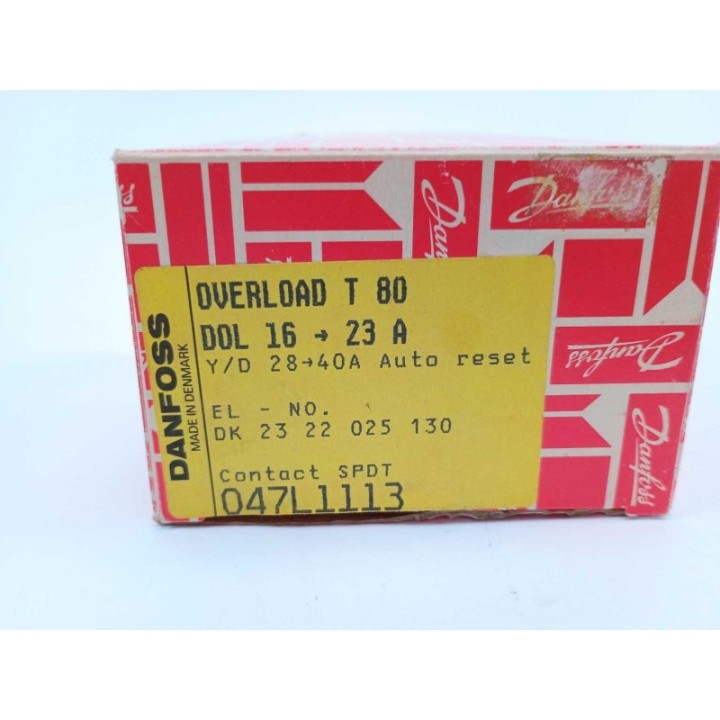 OVERLOAD T 80
DOL 16 → 23 A
Y/D 28→40A Auto reset
EL - NO.
DK 23 22 025 130
Contact SPDT
047L1113
DANFOSS
MADE IN DENMARK
Danfoss
Danfoss
Danfoss
Danfoss